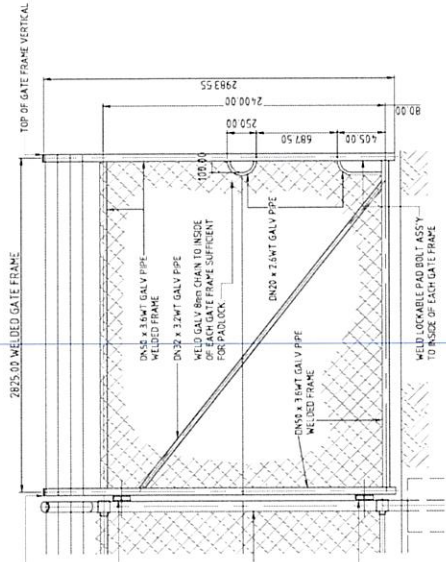 TOP OF GATE FRAME VERTICAL
2825.00 WELDED GATE FRAME
2983.55
2400.00
250.00
100.00
687.50
405.00
80.00
DN50 x 3.6WT GALV PIPE
WELDED FRAME
DN32 x 3.2WT GALV PIPE
WELD GALV 8mm CHAIN TO INSIDE
OF EACH GATE FRAME SUFFICIENT
FOR PADLOCK
DN20 x 2.6WT GALV PIPE
DN50 x 3.6WT GALV PIPE
WELDED FRAME
WELD LOCKABLE PAD BOLT ASS'Y
TO INSIDE OF EACH GATE FRAME